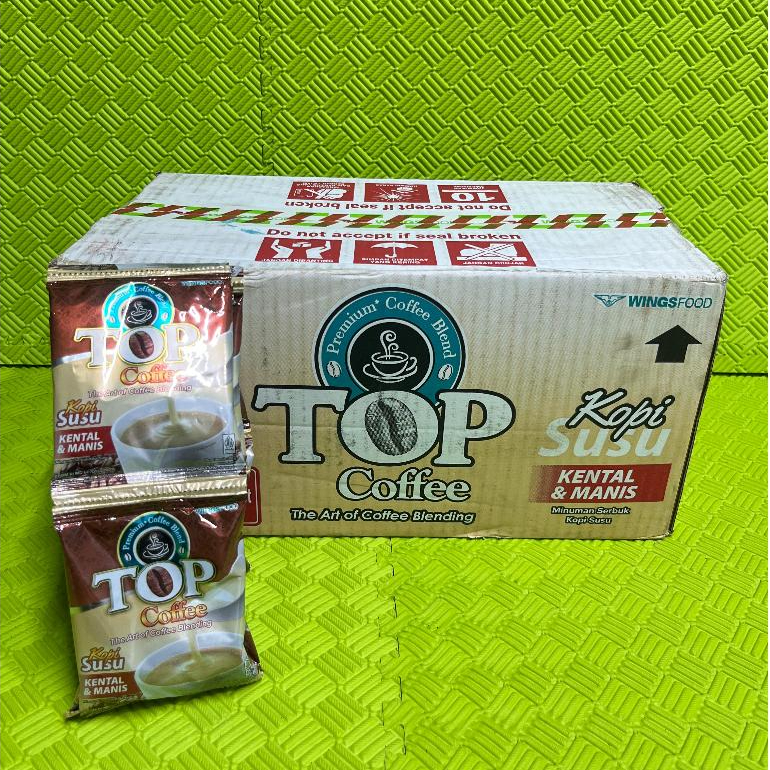 10
Do not accept if seal broken
Do not accept if seal broken
JANGAN DIBANTING
JANGAN DIINJAK
WINGSFOOD
Premium* Coffee Blend
TOP
Coffee
The Art of Coffee Blending
Kopi
Susu
KENTAL
& MANIS
Minuman Serbuk
Kopi Susu
WINGSFOOD
Premium* Coffee Blend
TOP
Coffee
The Art of Coffee Blending
Kopi
Susu
KENTAL
& MANIS
Premium* Coffee Blend
TOP
Coffee
The Art of Coffee Blending
Kopi
Susu
KENTAL
& MANIS